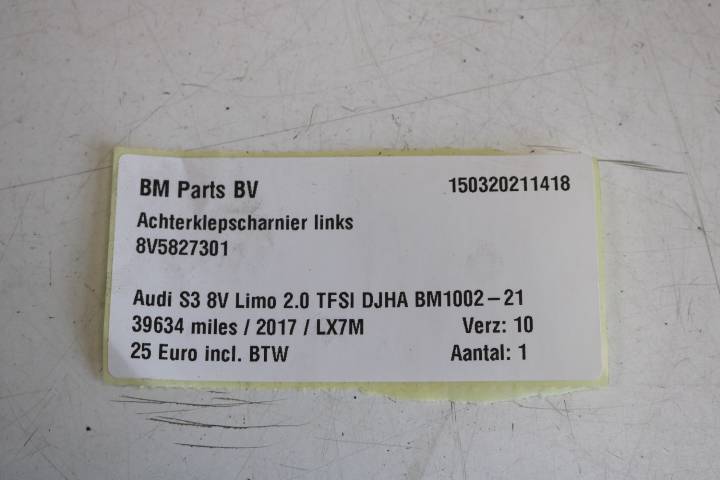 BM Parts BV 150320211418
Achterklepscharnier links
8V5827301
Audi S3 8V Limo 2.0 TFSI DJHA BM1002-21
39634 miles / 2017 / LX7M Verz: 10
25 Euro incl. BTW Aantal: 1